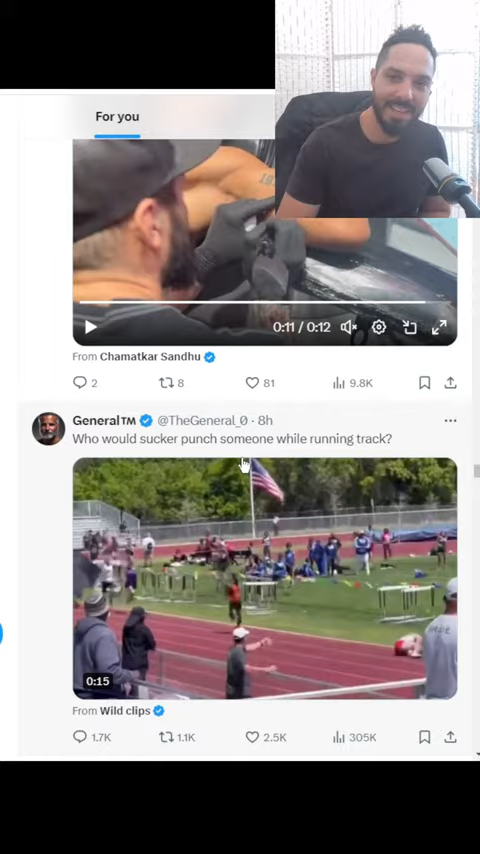 For you
0:11 / 0:12
From Chamatkar Sandhu
2 8 81 9.8K
General™ @TheGeneral_0 · 8h
Who would sucker punch someone while running track?
0:15
From Wild clips
1.7K 1.1K 2.5K 305K